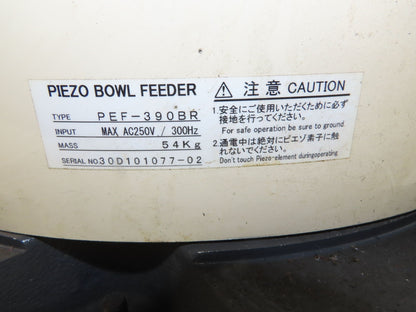 PIEZO BOWL FEEDER
TYPE PEF-390BR
INPUT MAX AC250V / 300Hz
MASS 54Kg
SERIAL NO 30D101077-02
⚠ 注意 CAUTION
1.安全にご使用いただくために必ず
接地を行ってください。
For safe operation be sure to ground.
2.通電中は絶対にピエゾ素子に触
れないでください。
Don't touch Piezo-element duringoperating.